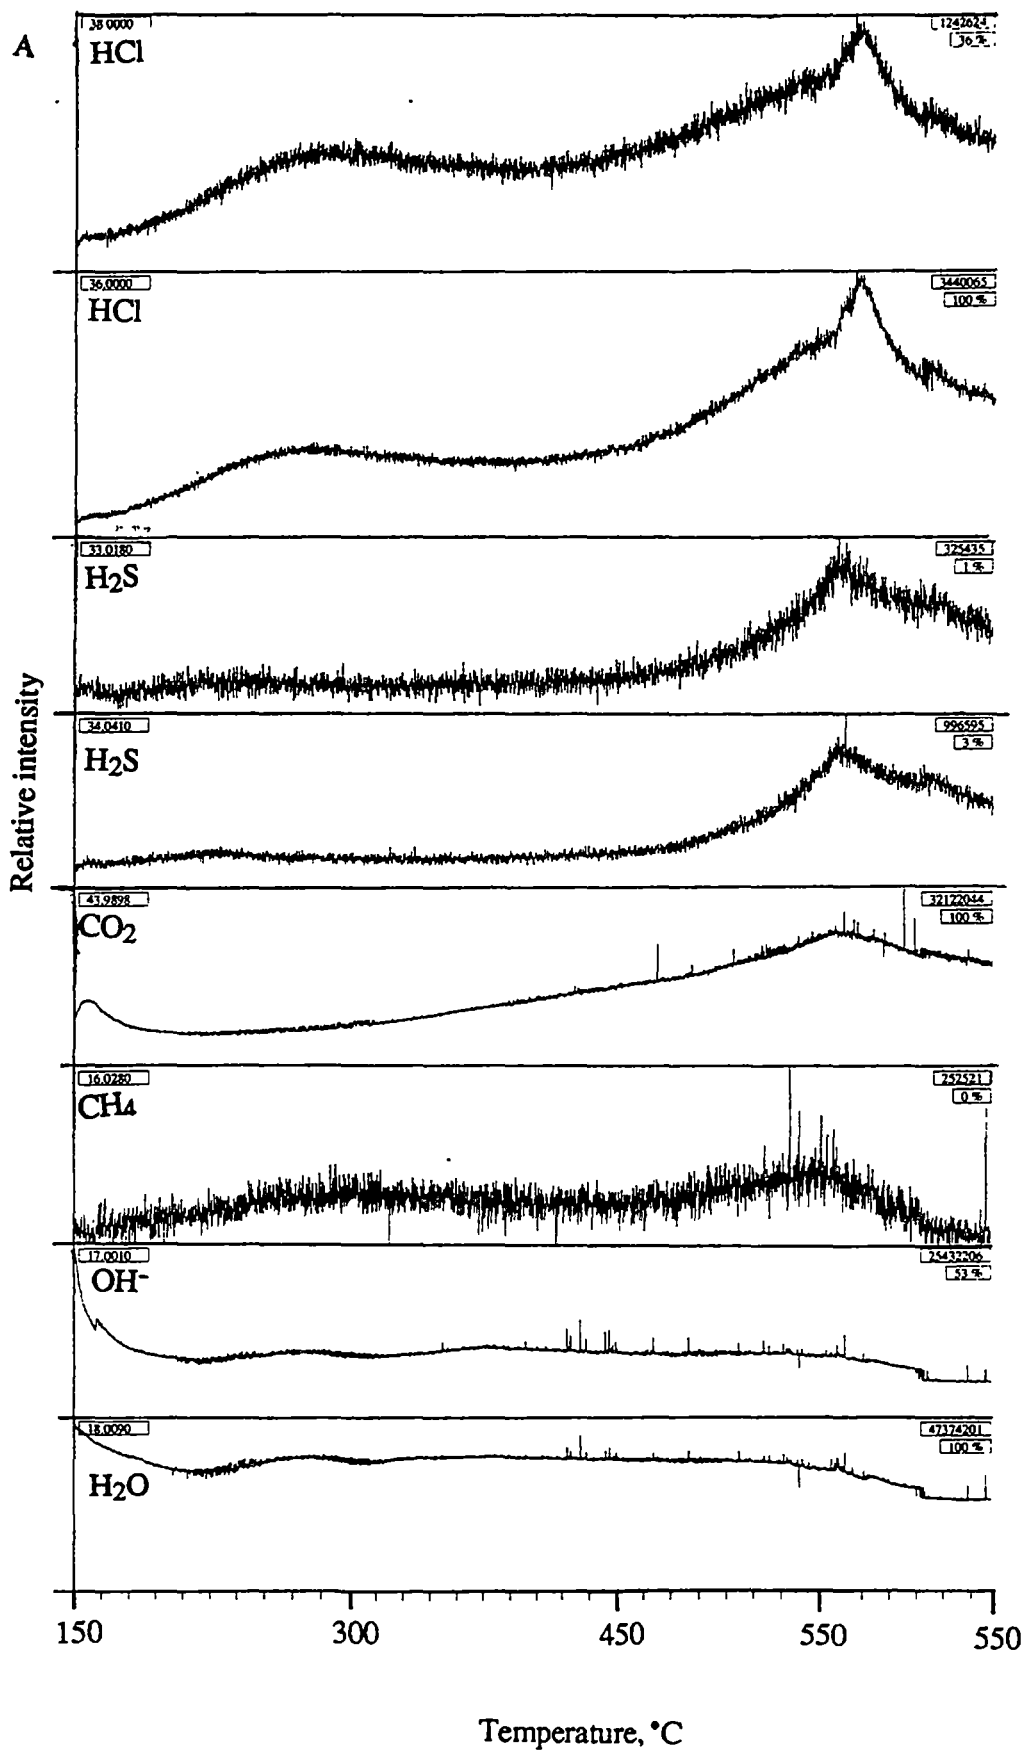 A
38.0000
1242624
HCl
36 %
36.0000
3440065
HCl
100 %
33.0180
325435
H2S
1 %
34.0410
996595
H2S
3 %
43.9898
32122044
CO2
100 %
16.0280
252521
CH4
0 %
17.0010
25432206
OH-
53 %
18.0090
47374201
H2O
100 %
Relative intensity
150 300 450 550 550
Temperature, °C